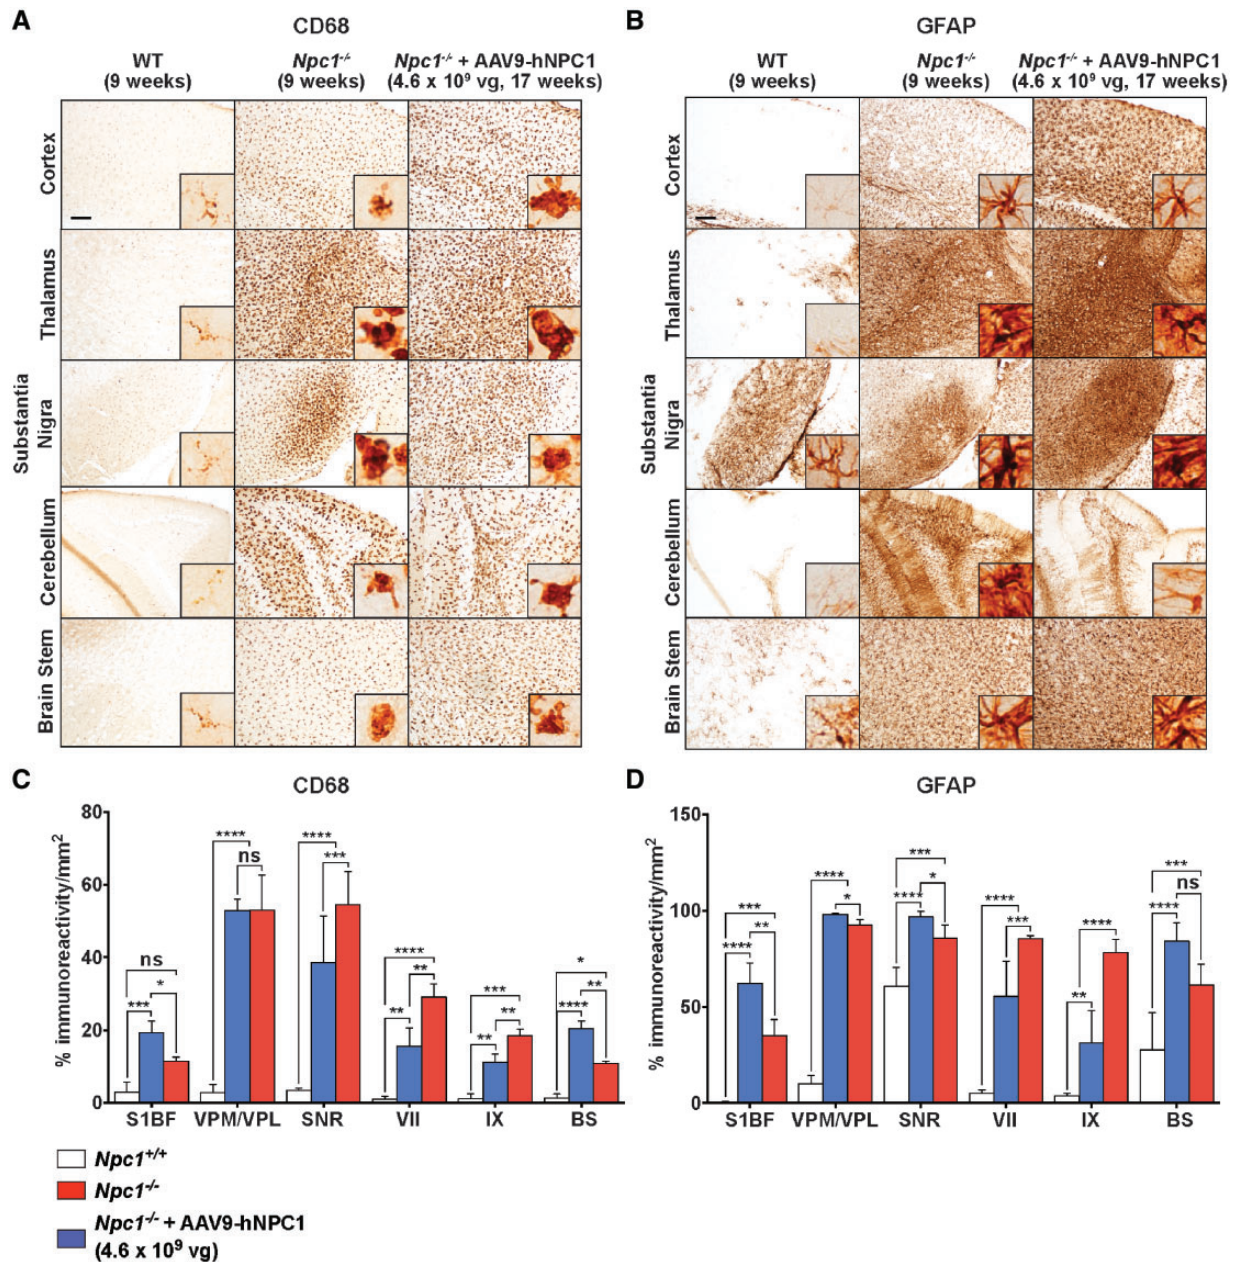 A
CD68
WT
(9 weeks)
Npc1-/-
(9 weeks)
Npc1-/- + AAV9-hNPC1
(4.6 x 10⁹ vg, 17 weeks)
Cortex
Thalamus
Substantia
Nigra
Cerebellum
Brain Stem
B
GFAP
WT
(9 weeks)
Npc1-/-
(9 weeks)
Npc1-/- + AAV9-hNPC1
(4.6 x 10⁹ vg, 17 weeks)
Cortex
Thalamus
Substantia
Nigra
Cerebellum
Brain Stem
C
CD68
% immunoreactivity/mm²
80
60
40
20
0
ns
*
***
****
ns
****
***
****
**
**
***
**
**
*
**
****
S1BF VPM/VPL SNR VII IX BS
D
GFAP
% immunoreactivity/mm²
150
100
50
0
***
**
****
****
*
***
*
****
****
***
****
**
***
ns
****
S1BF VPM/VPL SNR VII IX BS
Npc1+/+
Npc1-/-
Npc1-/- + AAV9-hNPC1
(4.6 x 10⁹ vg)